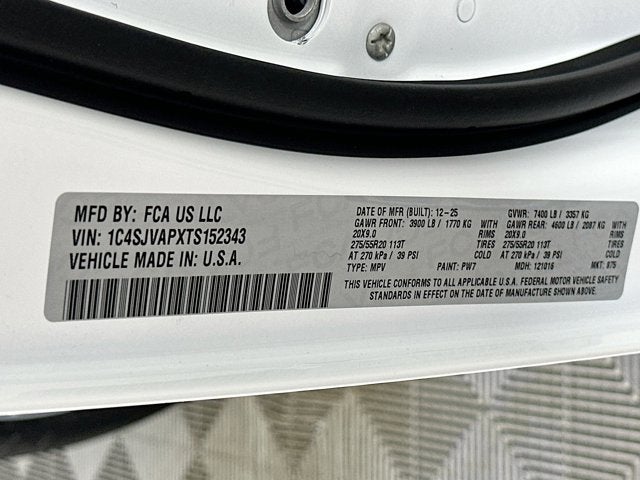 MFD BY: FCA US LLC
VIN: 1C4SJVAPXTS152343
VEHICLE MADE IN: U.S.A.
DATE OF MFR (BUILT): 12-25 GVWR: 7400 LB / 3357 KG
GAWR FRONT: 3900 LB / 1770 KG WITH GAWR REAR: 4600 LB / 2087 KG WITH
20X9.0 RIMS 20X9.0 RIMS
275/55R20 113T TIRES 275/55R20 113T TIRES
AT 270 kPa / 39 PSI COLD AT 270 kPa / 39 PSI COLD
TYPE: MPV PAINT: PW7 MDH: 121016 MKT: 875
THIS VEHICLE CONFORMS TO ALL APPLICABLE U.S.A. FEDERAL MOTOR VEHICLE SAFETY
STANDARDS IN EFFECT ON THE DATE OF MANUFACTURE SHOWN ABOVE.